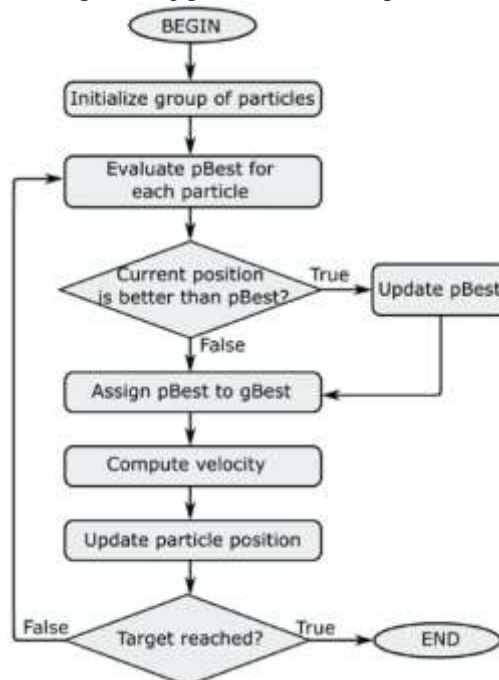 BEGIN
Initialize group of particles
Evaluate pBest for
each particle
Current position
is better than pBest?
True
Update pBest
False
Assign pBest to gBest
Compute velocity
Update particle position
False
Target reached?
True
END